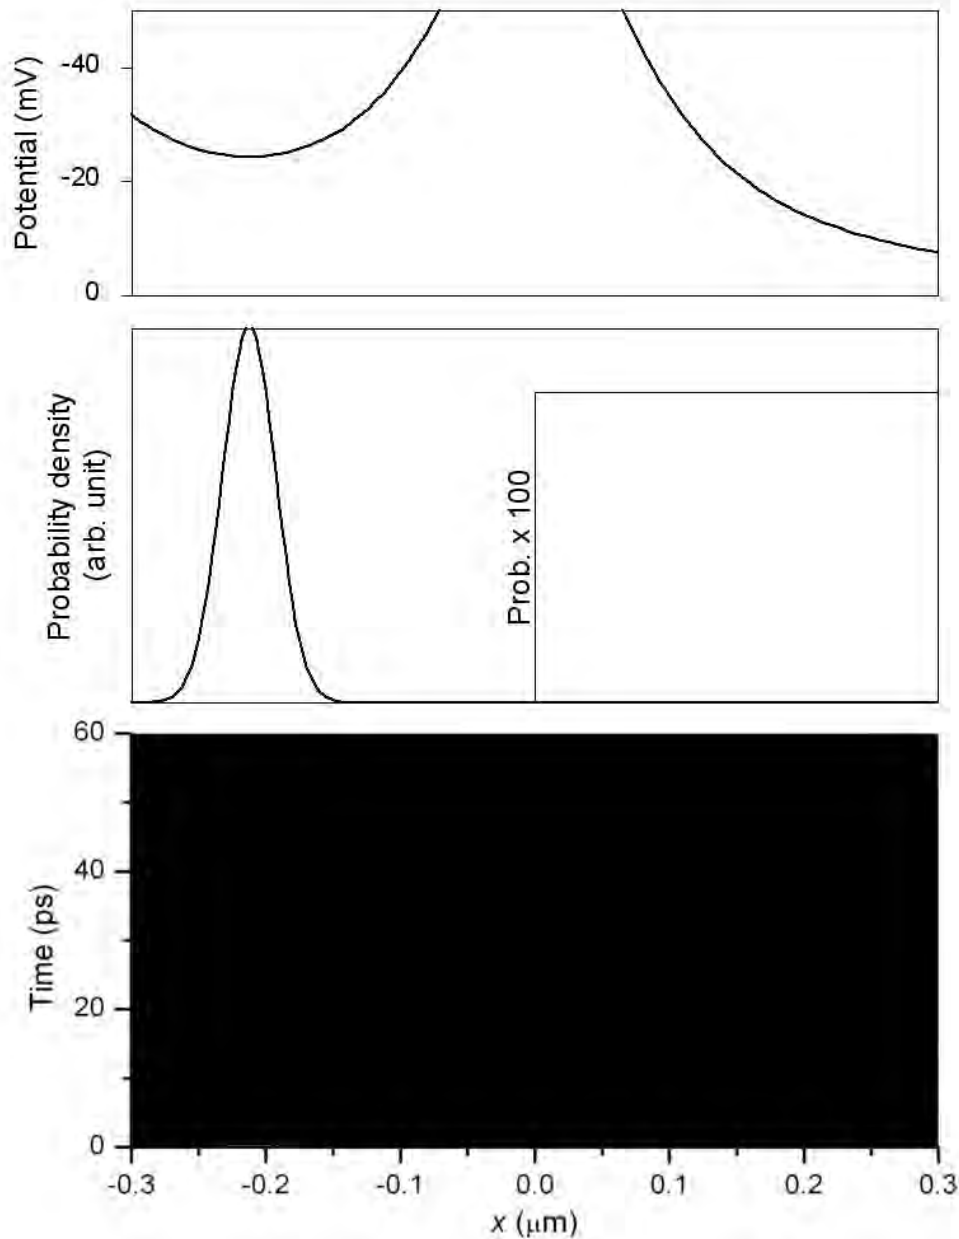 Potential (mV)
-40
-20
0
Probability density
(arb. unit)
Prob. x 100
Time (ps)
60
40
20
0
-0.3 -0.2 -0.1 0.0 0.1 0.2 0.3
x (μm)